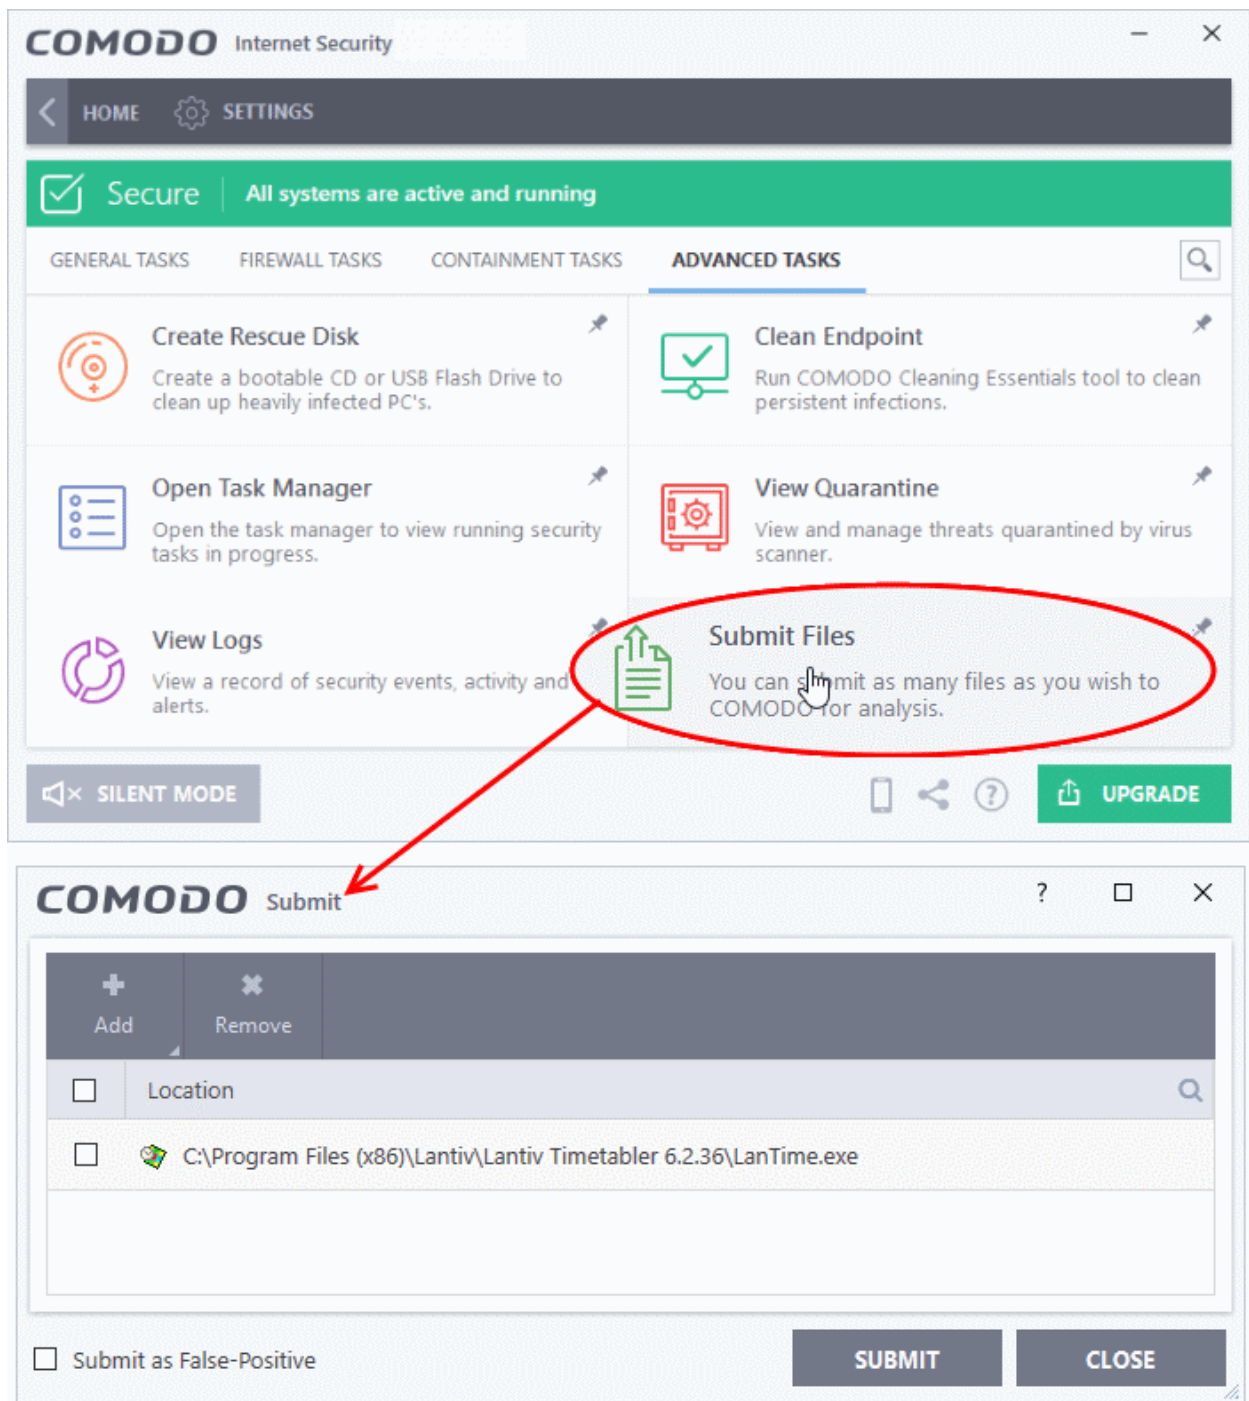 COMODO Internet Security
HOME SETTINGS
Secure All systems are active and running
GENERAL TASKS FIREWALL TASKS CONTAINMENT TASKS ADVANCED TASKS
Create Rescue Disk
Create a bootable CD or USB Flash Drive to
clean up heavily infected PC's.
Clean Endpoint
Run COMODO Cleaning Essentials tool to clean
persistent infections.
Open Task Manager
Open the task manager to view running security
tasks in progress.
View Quarantine
View and manage threats quarantined by virus
scanner.
View Logs
View a record of security events, activity and
alerts.
Submit Files
You can submit as many files as you wish to
COMODO for analysis.
SILENT MODE
? UPGRADE
COMODO Submit ?
Add Remove
Location
C:\Program Files (x86)\Lantiv\Lantiv Timetabler 6.2.36\LanTime.exe
Submit as False-Positive SUBMIT CLOSE